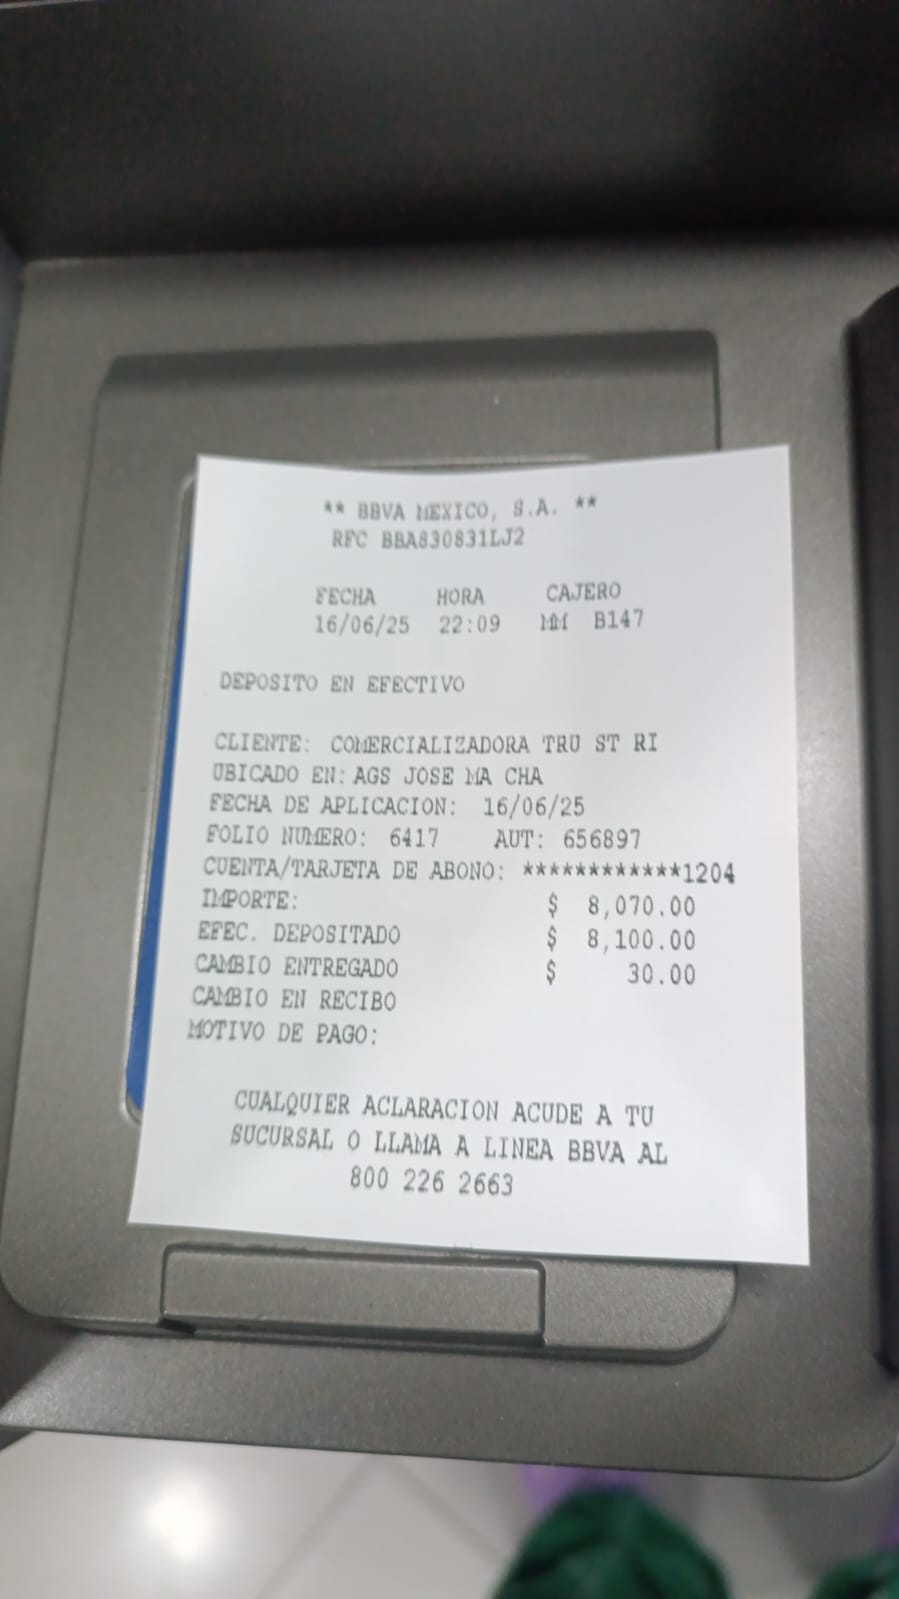 ** BBVA MEXICO, S.A. **
RFC BBA830831LJ2
FECHA HORA CAJERO
16/06/25 22:09 MM B147
DEPOSITO EN EFECTIVO
CLIENTE: COMERCIALIZADORA TRU ST RI
UBICADO EN: AGS JOSE MA CHA
FECHA DE APLICACION: 16/06/25
FOLIO NUMERO: 6417 AUT: 656897
CUENTA/TARJETA DE ABONO: ************1204
IMPORTE: $ 8,070.00
EFEC. DEPOSITADO $ 8,100.00
CAMBIO ENTREGADO $ 30.00
CAMBIO EN RECIBO
MOTIVO DE PAGO:
CUALQUIER ACLARACION ACUDE A TU
SUCURSAL O LLAMA A LINEA BBVA AL
800 226 2663